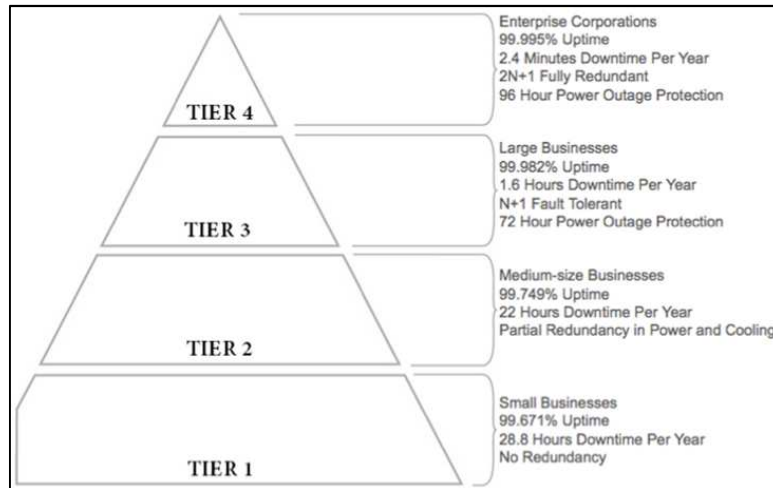 Enterprise Corporations
99.995% Uptime
2.4 Minutes Downtime Per Year
2N+1 Fully Redundant
96 Hour Power Outage Protection
TIER 4
Large Businesses
99.982% Uptime
1.6 Hours Downtime Per Year
N+1 Fault Tolerant
72 Hour Power Outage Protection
TIER 3
Medium-size Businesses
99.749% Uptime
22 Hours Downtime Per Year
Partial Redundancy in Power and Cooling
TIER 2
Small Businesses
99.671% Uptime
28.8 Hours Downtime Per Year
No Redundancy
TIER 1